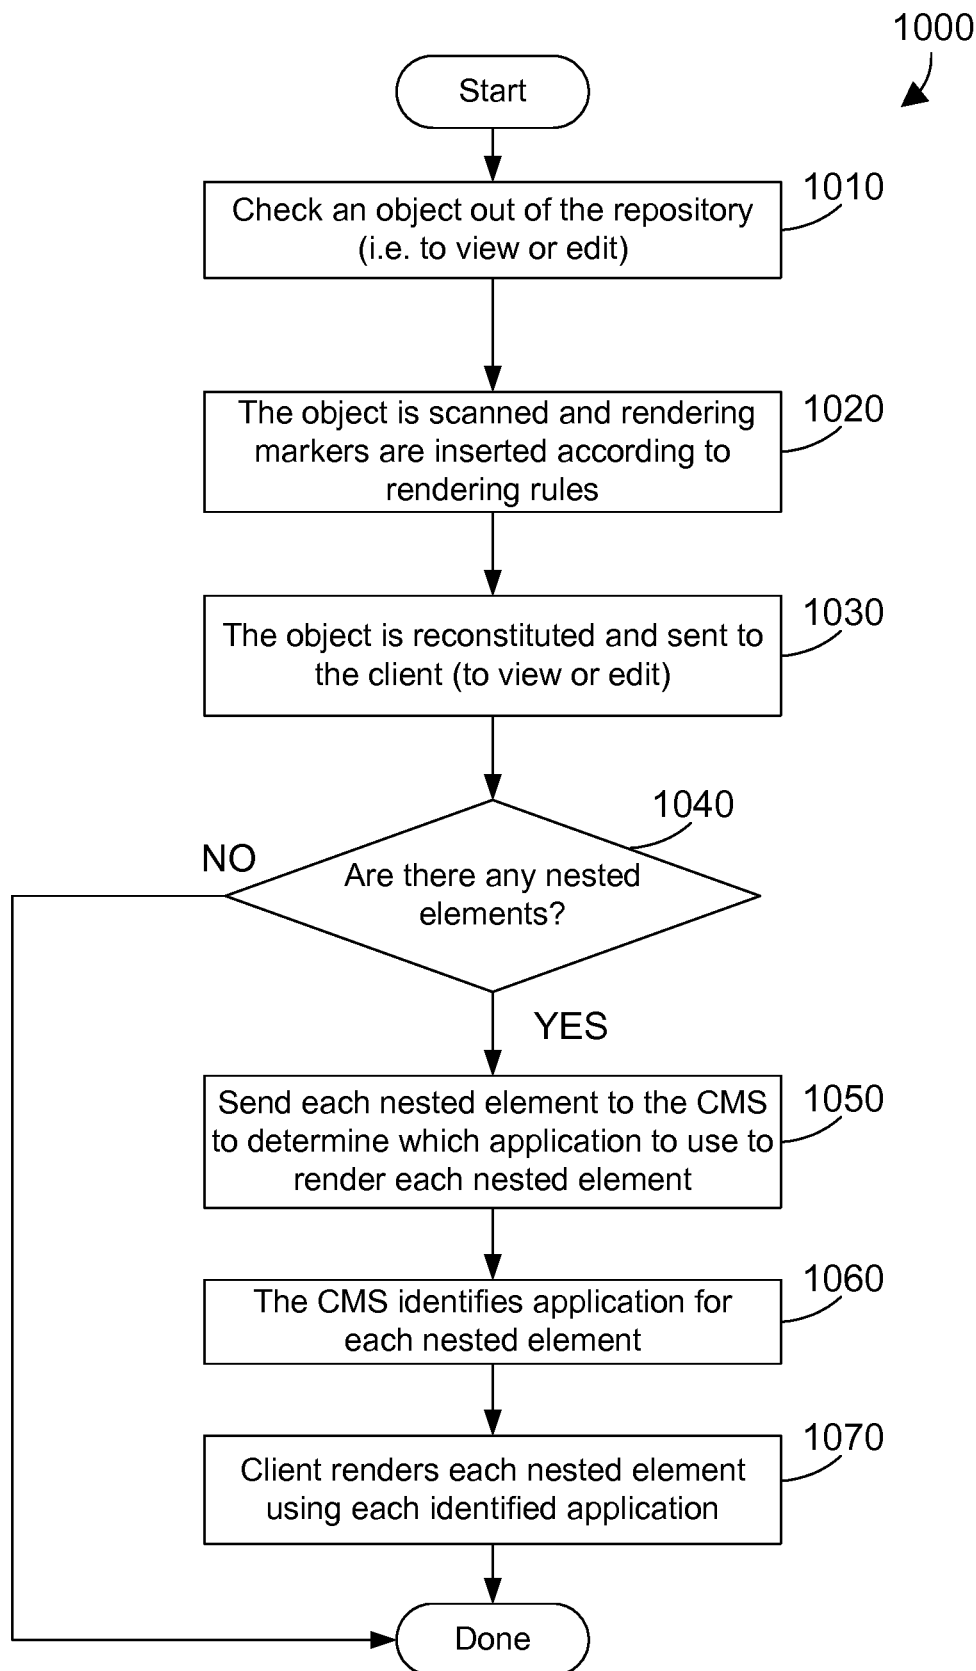 1000
Start
1010
Check an object out of the repository
(i.e. to view or edit)
1020
The object is scanned and rendering
markers are inserted according to
rendering rules
1030
The object is reconstituted and sent to
the client (to view or edit)
1040
NO
Are there any nested
elements?
YES
1050
Send each nested element to the CMS
to determine which application to use to
render each nested element
1060
The CMS identifies application for
each nested element
1070
Client renders each nested element
using each identified application
Done